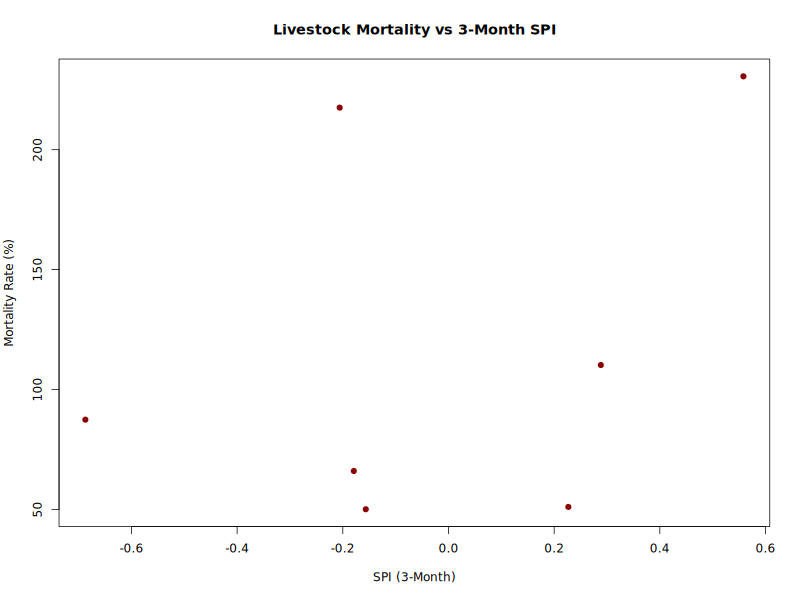 Livestock Mortality vs 3-Month SPI
Mortality Rate (%)
200
150
100
50
-0.6 -0.4 -0.2 0.0 0.2 0.4 0.6
SPI (3-Month)